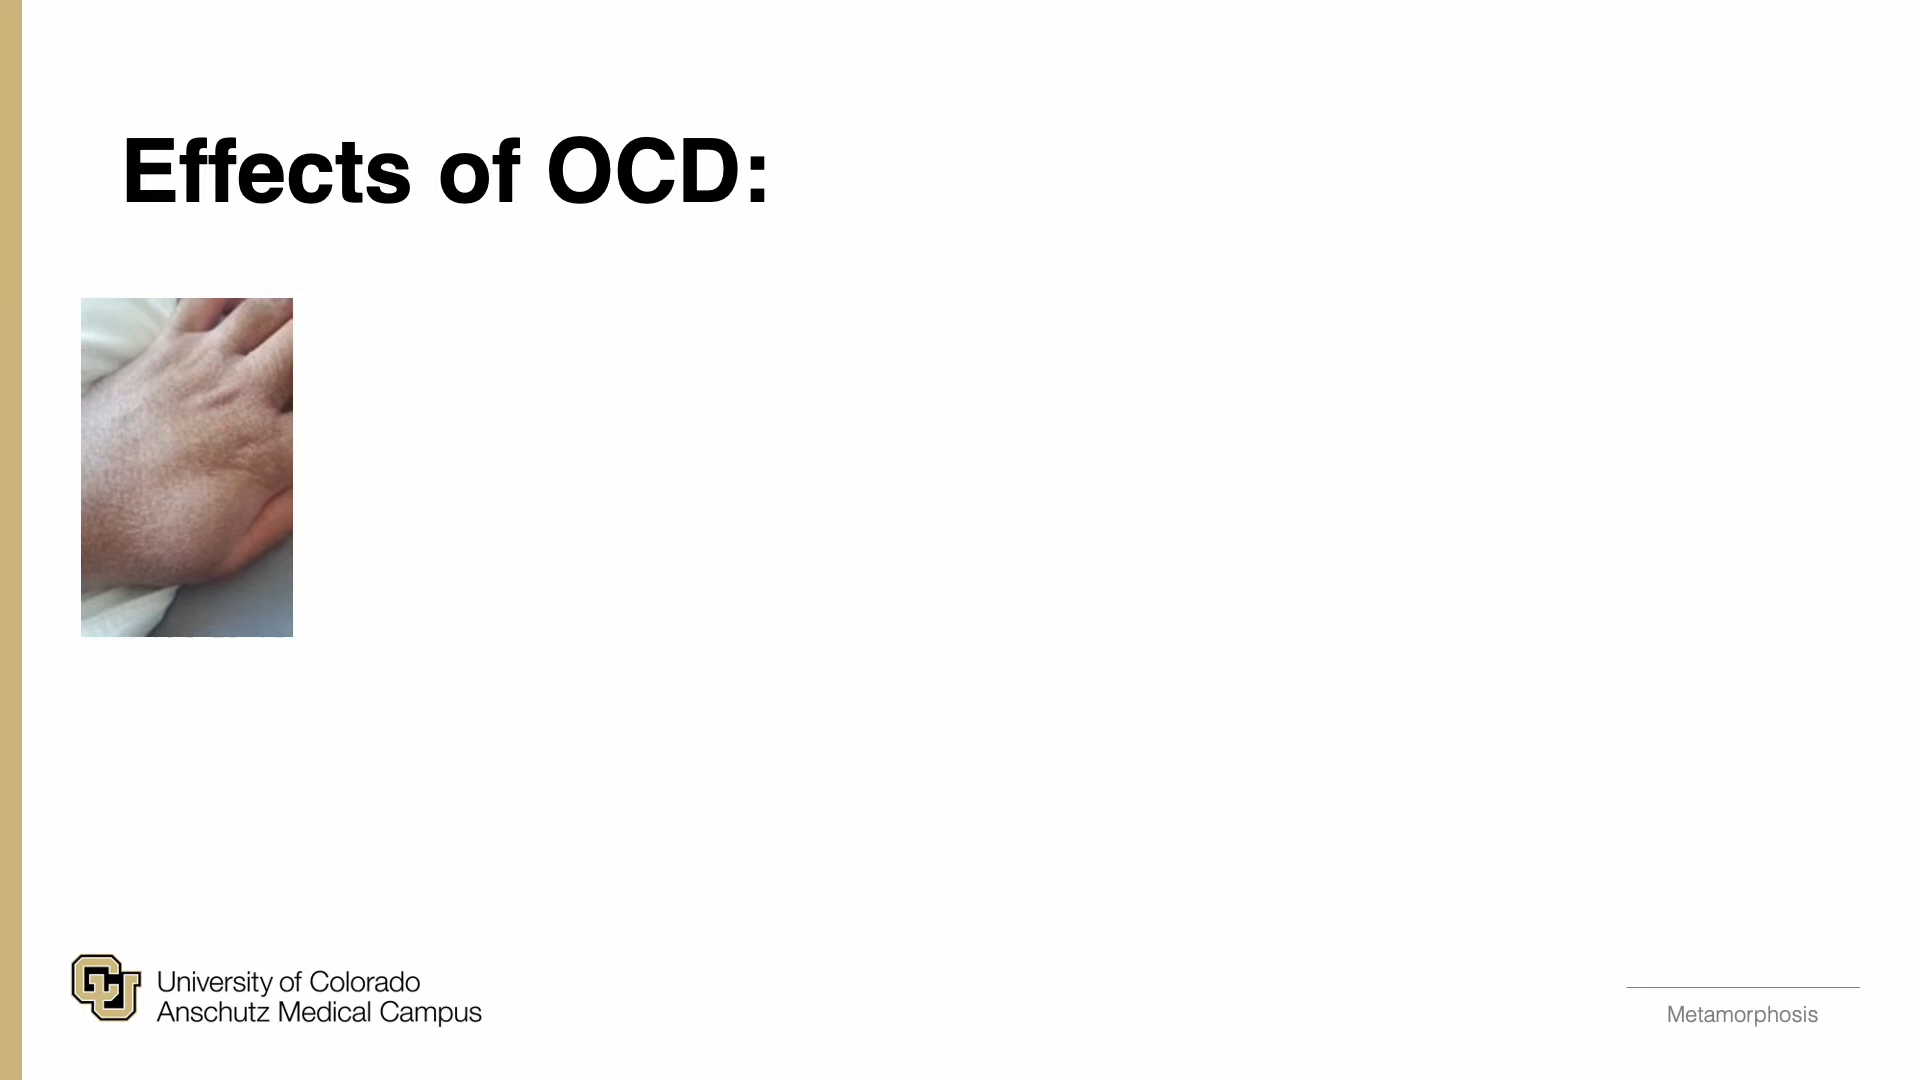 Effects of OCD:
University of Colorado
Anschutz Medical Campus
Metamorphosis